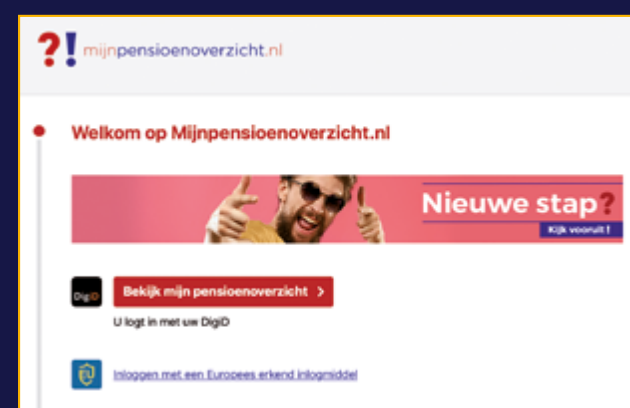 ?! mijnpensioenoverzicht.nl
Welkom op Mijnpensioenoverzicht.nl
Nieuwe stap?
Kijk vooruit !
DigiD
Bekijk mijn pensioenoverzicht >
U logt in met uw DigiD
Inloggen met een Europees erkend inlogmiddel